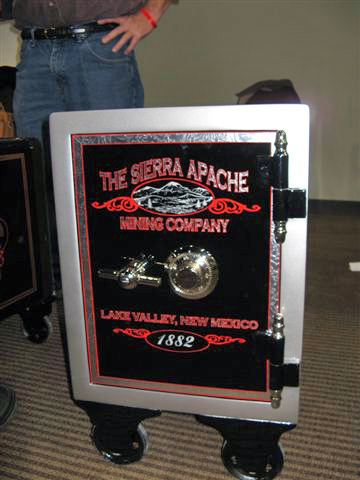 THE SIERRA APACHE
MINING COMPANY
LAKE VALLEY, NEW MEXICO
1882